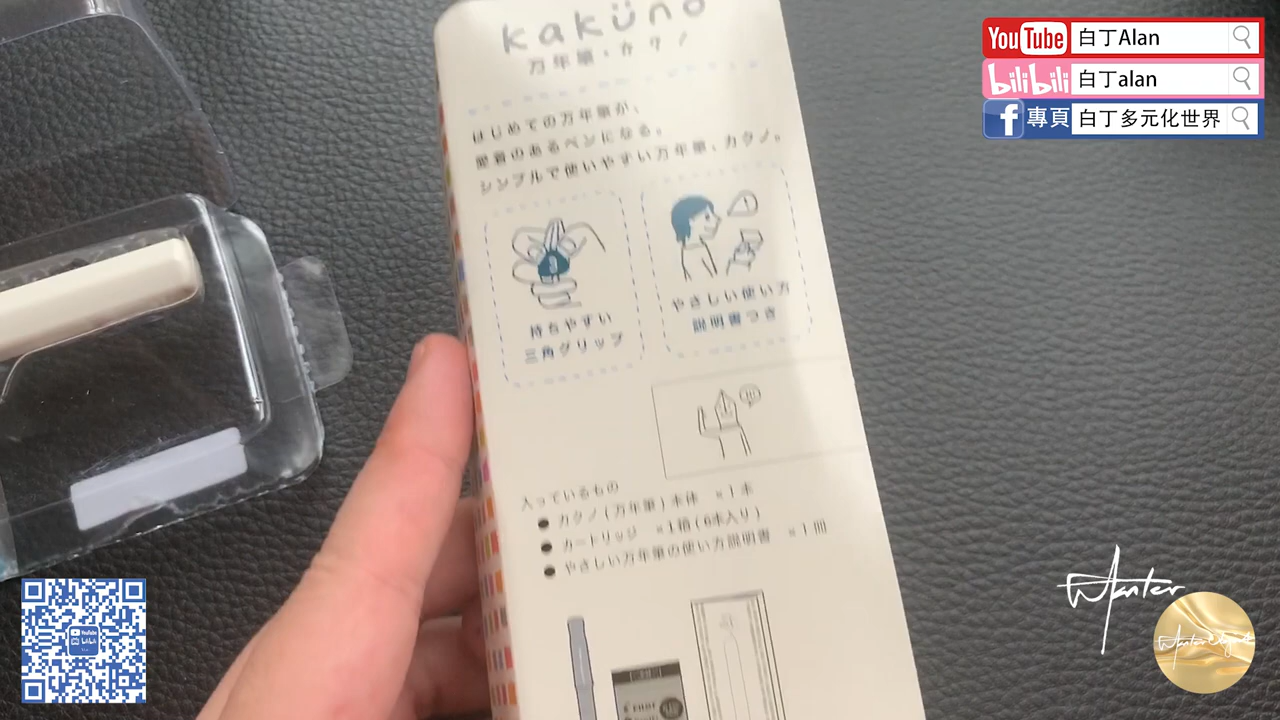 kaküno
万年筆・カクノ
はじめての万年筆が、
愛着のあるペンになる。
シンプルで使いやすい万年筆、カクノ。
持ちやすい
三角グリップ
やさしい使い方
説明書つき
入っているもの
● カクノ(万年筆)本体 ×1本
● カートリッジ ×1箱(6本入り)
● やさしい万年筆の使い方説明書 ×1冊
YouTube 白丁Alan
bilibili 白丁alan
f 專頁 白丁多元化世界
Wanter